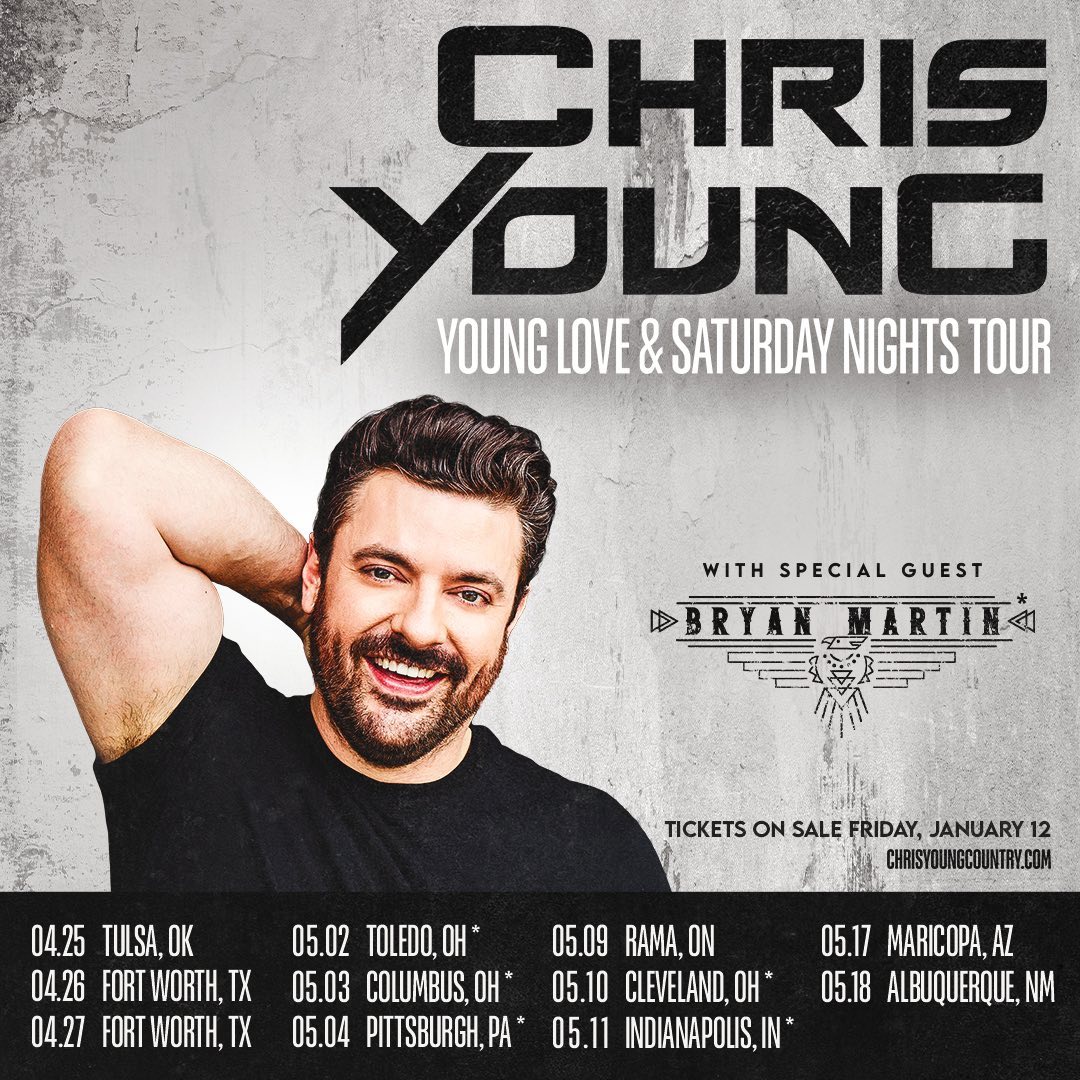 CHRIS
YOUNG
YOUNG LOVE & SATURDAY NIGHTS TOUR
WITH SPECIAL GUEST
BRYAN MARTIN*
TICKETS ON SALE FRIDAY, JANUARY 12
CHRISYOUNGCOUNTRY.COM
04.25 TULSA, OK
04.26 FORT WORTH, TX
04.27 FORT WORTH, TX
05.02 TOLEDO, OH *
05.03 COLUMBUS, OH *
05.04 PITTSBURGH, PA *
05.09 RAMA, ON
05.10 CLEVELAND, OH *
05.11 INDIANAPOLIS, IN *
05.17 MARICOPA, AZ
05.18 ALBUQUERQUE, NM